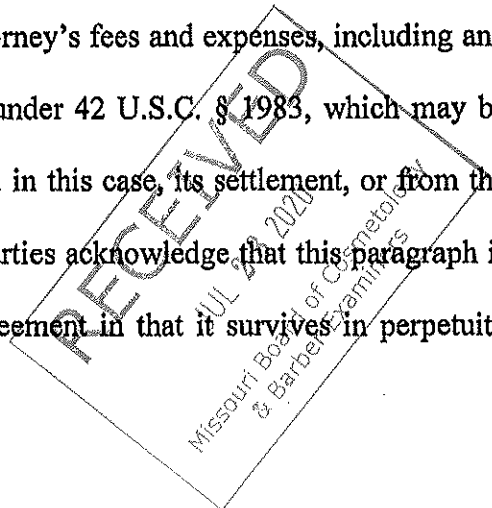 rney's fees and expenses, including an
under 42 U.S.C. § 1983, which may b
in this case, its settlement, or from th
arties acknowledge that this paragraph i
eement in that it survives in perpetuit
RECEIVED
JUL 28 2020
Missouri Board of Cosmetology
& Barber Examiners